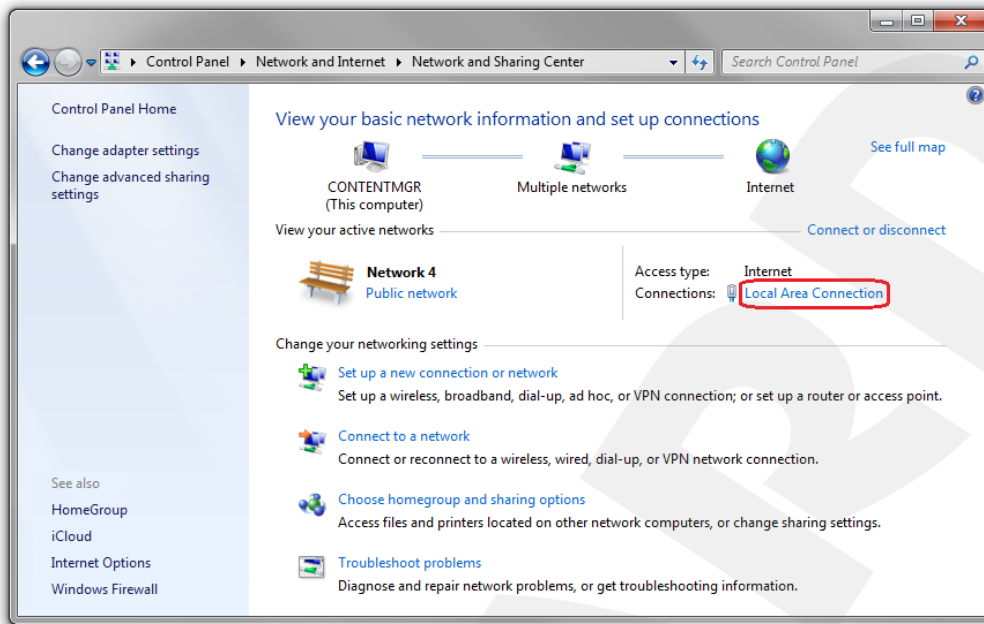 Control Panel Network and Internet Network and Sharing Center Search Control Panel
Control Panel Home
Change adapter settings
Change advanced sharing
settings
See also
HomeGroup
iCloud
Internet Options
Windows Firewall
View your basic network information and set up connections
See full map
CONTENTMGR
(This computer)
Multiple networks
Internet
View your active networks
Connect or disconnect
Network 4
Public network
Access type: Internet
Connections: Local Area Connection
Change your networking settings
Set up a new connection or network
Set up a wireless, broadband, dial-up, ad hoc, or VPN connection; or set up a router or access point.
Connect to a network
Connect or reconnect to a wireless, wired, dial-up, or VPN network connection.
Choose homegroup and sharing options
Access files and printers located on other network computers, or change sharing settings.
Troubleshoot problems
Diagnose and repair network problems, or get troubleshooting information.